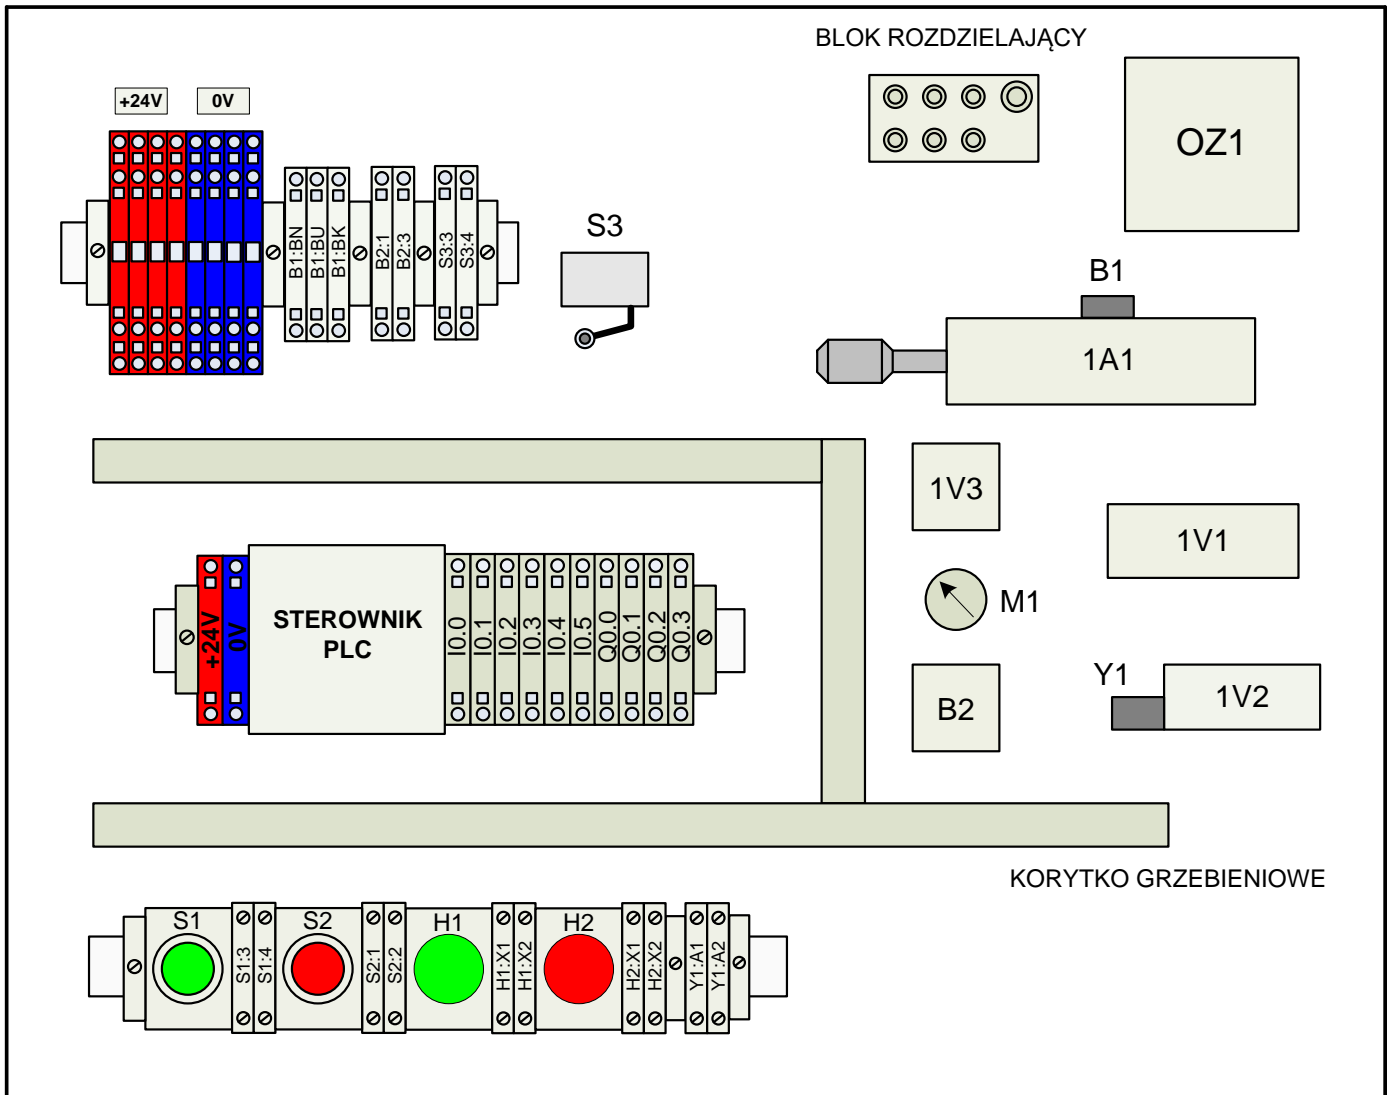 BLOK ROZDZIELAJĄCY
+24V
0V
OZ1
B1:BN
B1:BU
B1:BK
B2:1
B2:3
S3:3
S3:4
S3
B1
1A1
1V3
1V1
M1
+24V
0V
STEROWNIK
PLC
I0.0
I0.1
I0.2
I0.3
I0.4
I0.5
Q0.0
Q0.1
Q0.2
Q0.3
B2
Y1
1V2
KORYTKO GRZEBIENIOWE
S1
S1:3
S1:4
S2
S2:1
S2:2
H1
H1:X1
H1:X2
H2
H2:X1
H2:X2
Y1:A1
Y1:A2